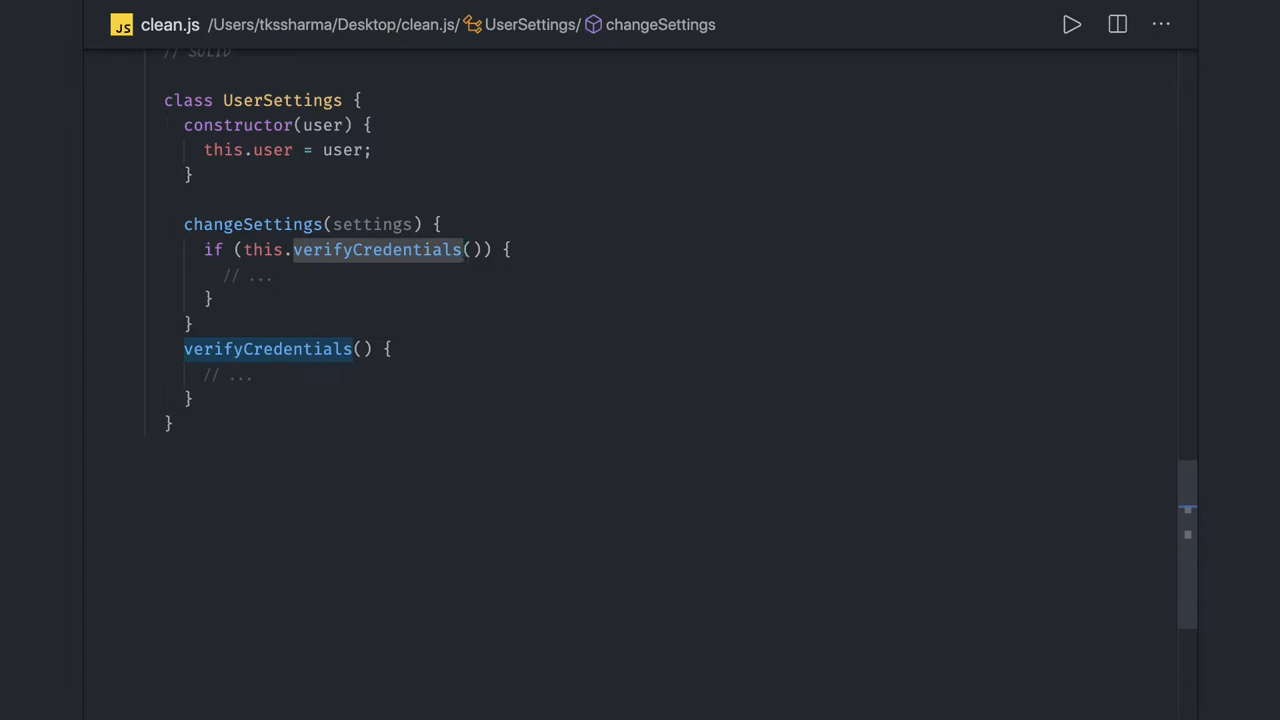 JS clean.js /Users/tkssharma/Desktop/clean.js/ UserSettings/ changeSettings
// SOLID
class UserSettings {
constructor(user) {
this.user = user;
}
changeSettings(settings) {
if (this.verifyCredentials()) {
// ...
}
}
verifyCredentials() {
// ...
}
}